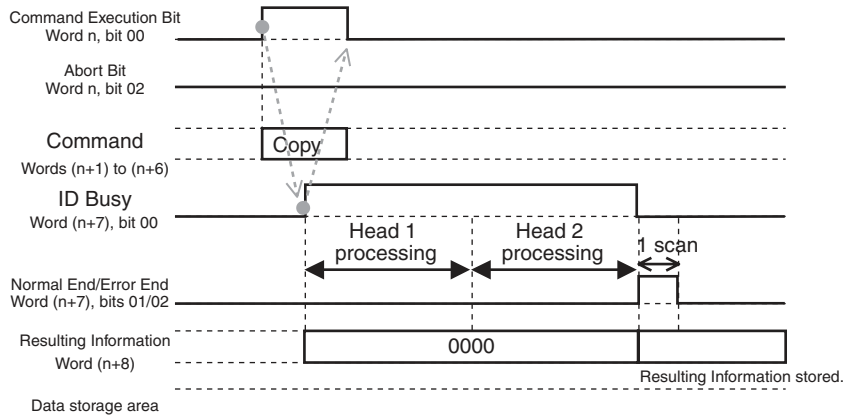 Command Execution Bit
Word n, bit 00
Abort Bit
Word n, bit 02
Command
Words (n+1) to (n+6)
Copy
ID Busy
Word (n+7), bit 00
Head 1
processing
Head 2
processing
1 scan
Normal End/Error End
Word (n+7), bits 01/02
Resulting Information
Word (n+8)
0000
Resulting Information stored.
Data storage area